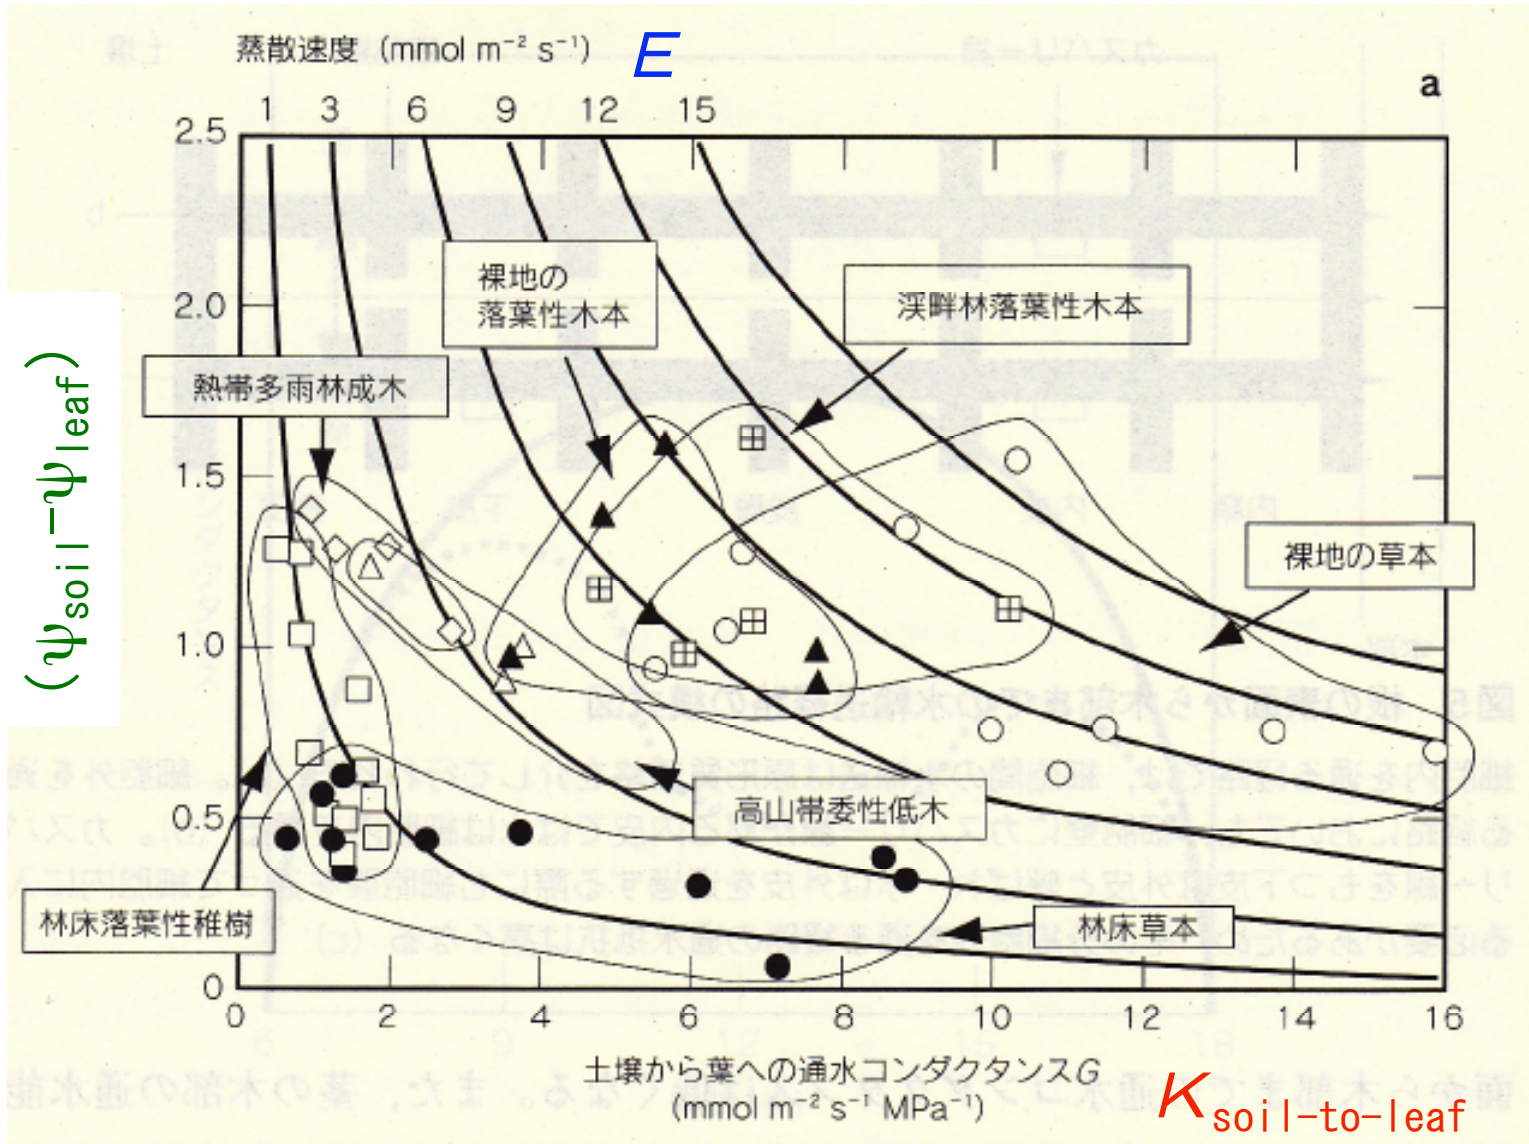 蒸散速度 (mmol m⁻² s⁻¹) E
a
1 3 6 9 12 15
2.5
2.0
1.5
1.0
0.5
0
(ψsoil−ψleaf)
裸地の
落葉性木本
渓畔林落葉性木本
熱帯多雨林成木
裸地の草本
高山帯委性低木
林床落葉性稚樹
林床草本
0 2 4 6 8 10 12 14 16
土壌から葉への通水コンダクタンスG
(mmol m⁻² s⁻¹ MPa⁻¹)
Ksoil-to-leaf